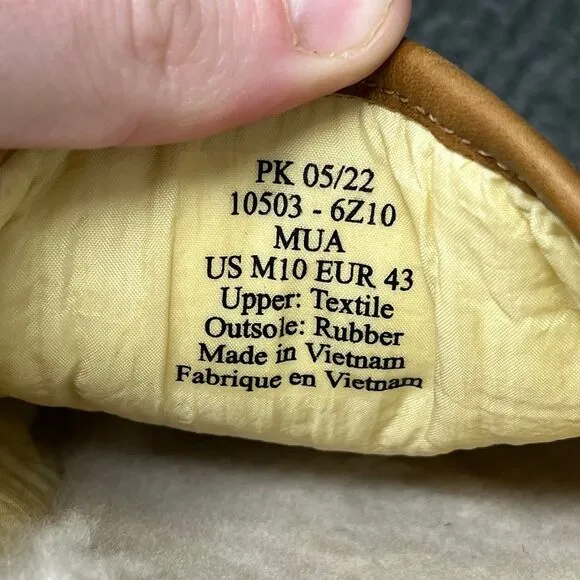 PK 05/22
10503 - 6Z10
MUA
US M10 EUR 43
Upper: Textile
Outsole: Rubber
Made in Vietnam
Fabrique en Vietnam